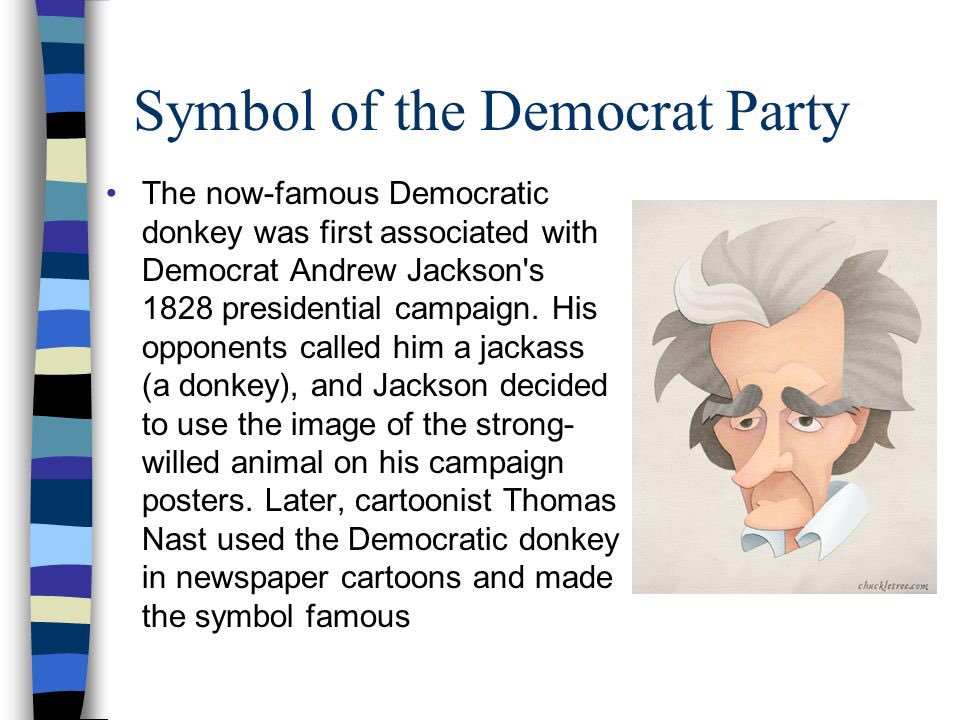 Symbol of the Democrat Party
• The now-famous Democratic
donkey was first associated with
Democrat Andrew Jackson's
1828 presidential campaign. His
opponents called him a jackass
(a donkey), and Jackson decided
to use the image of the strong-
willed animal on his campaign
posters. Later, cartoonist Thomas
Nast used the Democratic donkey
in newspaper cartoons and made
the symbol famous
chuckletree.com